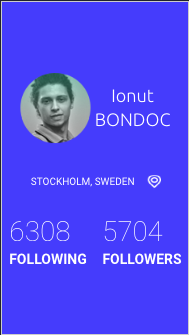 Ionut
BONDOC
STOCKHOLM, SWEDEN
6308 5704
FOLLOWING FOLLOWERS